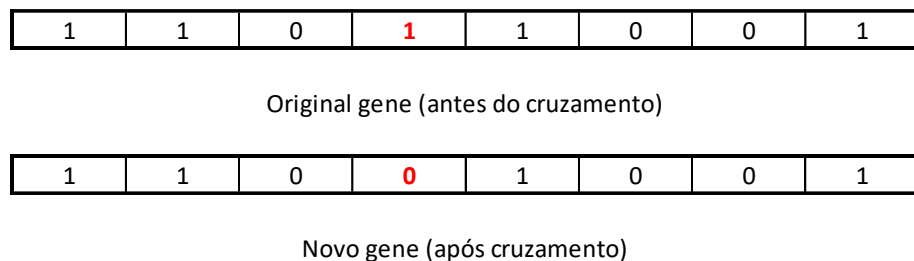 1 1 0 1 1 0 0 1
Original gene (antes do cruzamento)
1 1 0 0 1 0 0 1
Novo gene (após cruzamento)